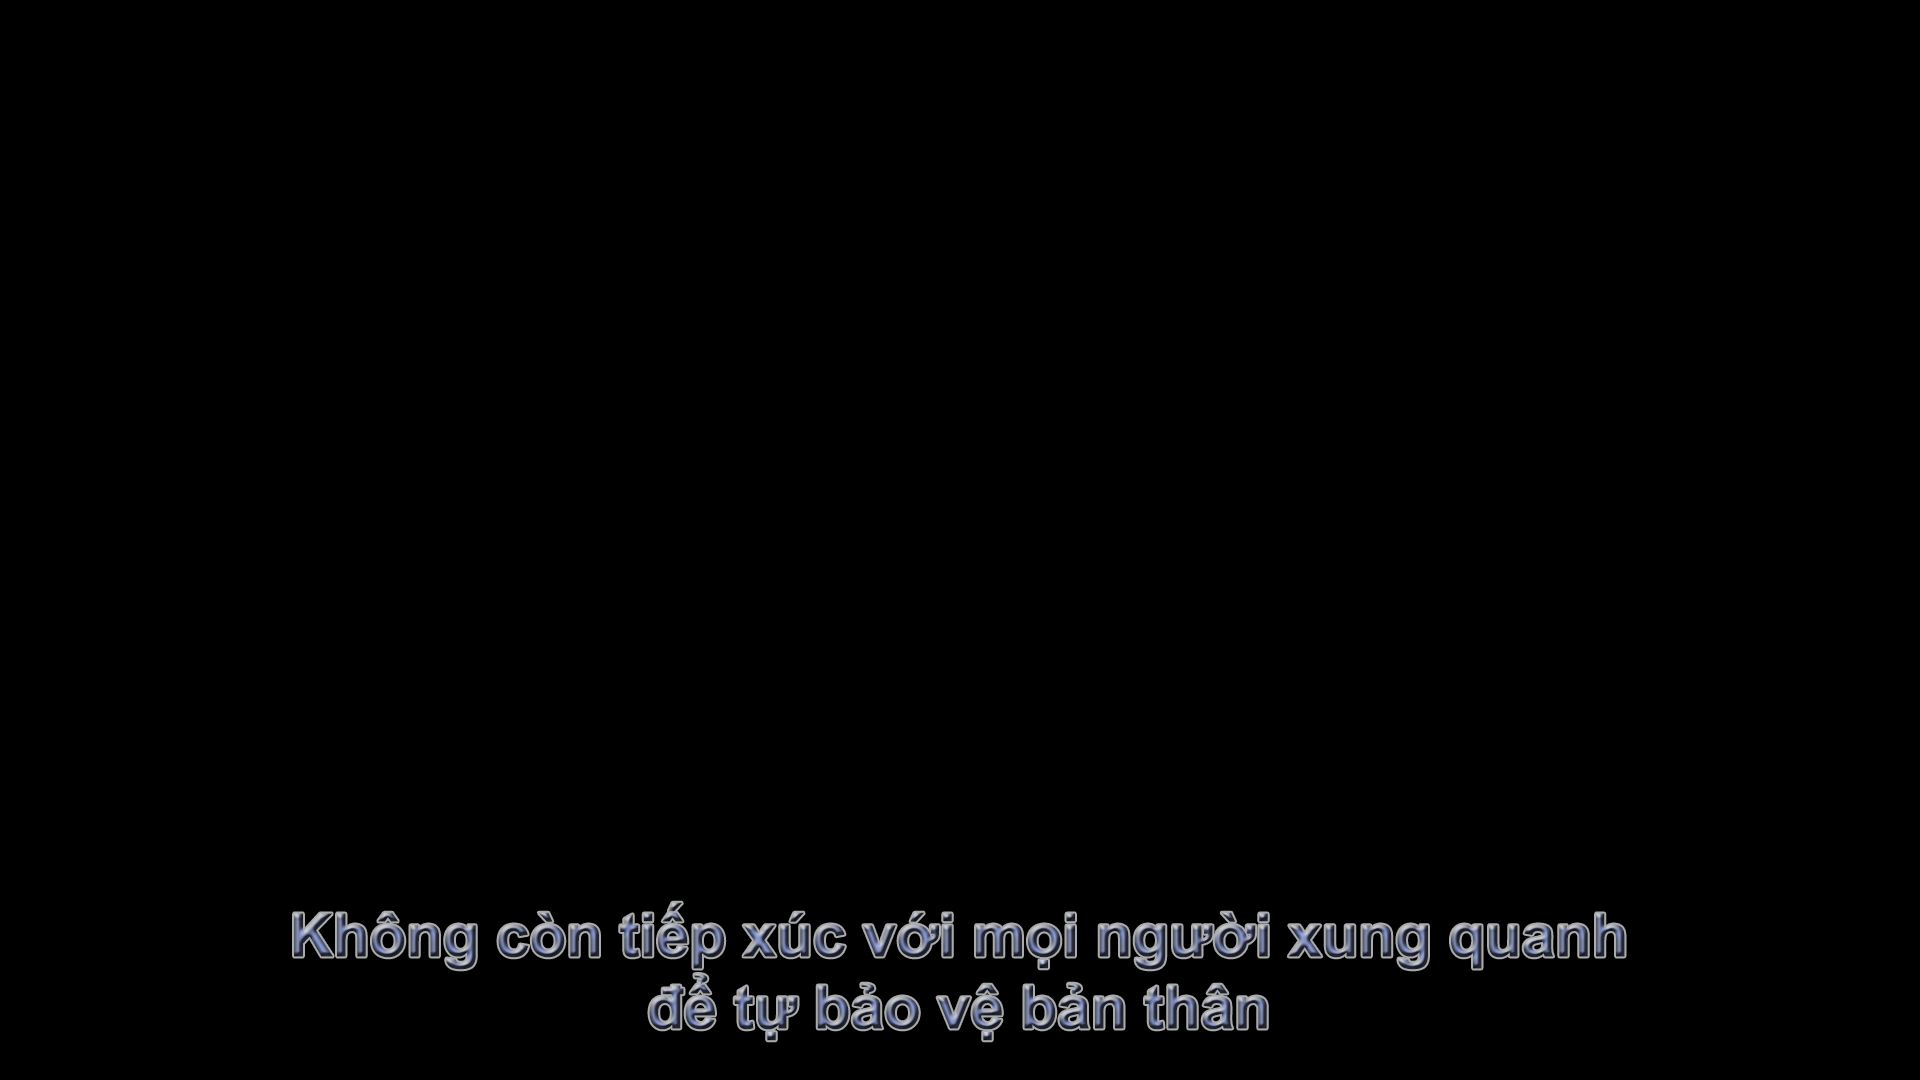 Không còn tiếp xúc với mọi người xung quanh
để tự bảo vệ bản thân